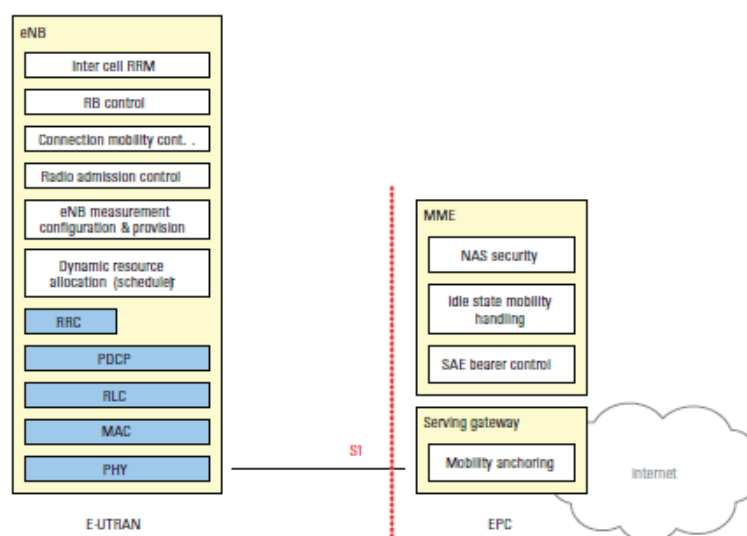 eNB
Inter cell RRM
RB control
Connection mobility cont. .
Radio admission control
eNB measurement
configuration & provision
Dynamic resource
allocation (scheduler)
RRC
PDCP
RLC
MAC
PHY
E-UTRAN
S1
MME
NAS security
Idle state mobility
handling
SAE bearer control
Serving gateway
Mobility anchoring
EPC
Internet